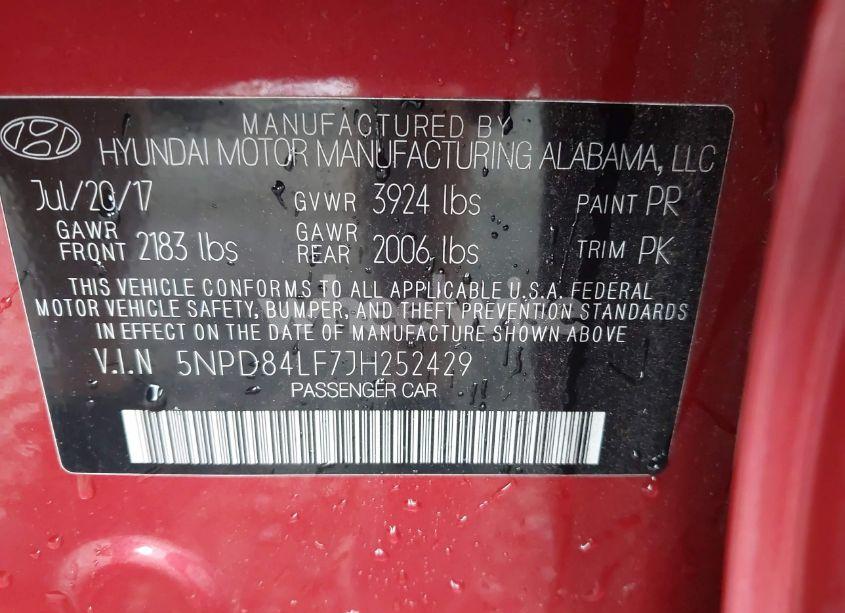 MANUFACTURED BY
HYUNDAI MOTOR MANUFACTURING ALABAMA, LLC
Jul/20/17 GVWR 3924 lbs PAINT PR
GAWR FRONT 2183 lbs GAWR REAR 2006 lbs TRIM PK
THIS VEHICLE CONFORMS TO ALL APPLICABLE U.S.A. FEDERAL
MOTOR VEHICLE SAFETY, BUMPER, AND THEFT PREVENTION STANDARDS
IN EFFECT ON THE DATE OF MANUFACTURE SHOWN ABOVE.
V.I.N 5NPD84LF7JH252429
PASSENGER CAR